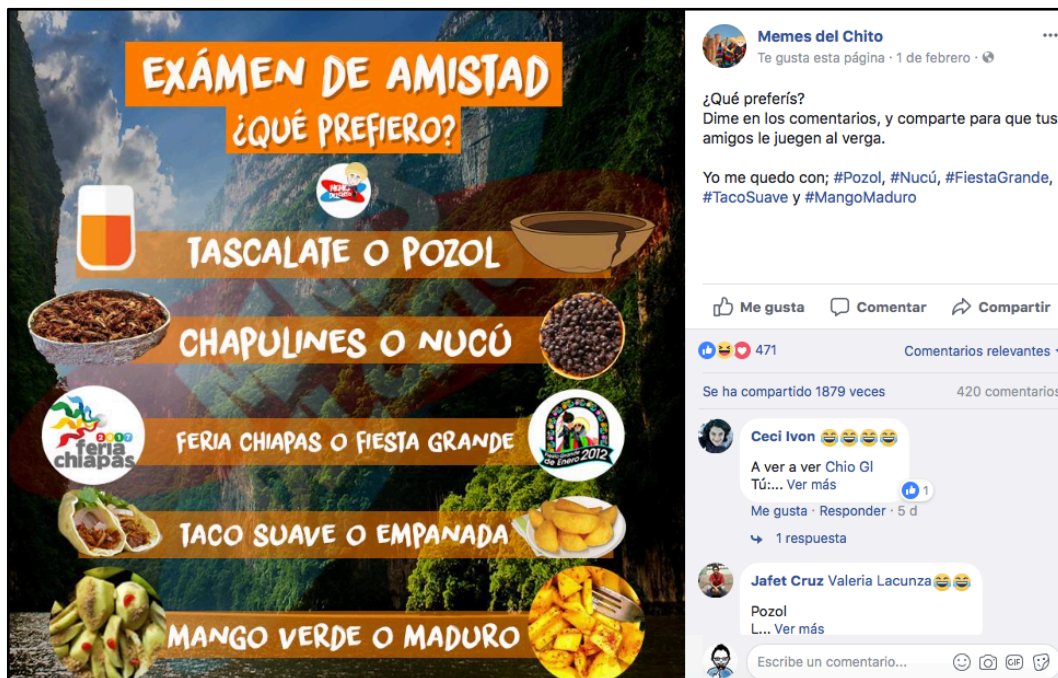 EXÁMEN DE AMISTAD
¿QUÉ PREFIERO?
TASCALATE O POZOL
CHAPULINES O NUCÚ
2017
feria
chiapas
FERIA CHIAPAS O FIESTA GRANDE
Fiesta Grande
de Enero 2012
TACO SUAVE O EMPANADA
MANGO VERDE O MADURO
Memes del Chito
Te gusta esta página · 1 de febrero ·
¿Qué preferís?
Dime en los comentarios, y comparte para que tus
amigos le juegen al verga.
Yo me quedo con; #Pozol, #Nucú, #FiestaGrande,
#TacoSuave y #MangoMaduro
Me gusta Comentar Compartir
471 Comentarios relevantes
Se ha compartido 1879 veces 420 comentarios
Ceci Ivon 😂😂😂😂
A ver a ver Chio Gl
Tú:... Ver más
1
Me gusta · Responder · 5 d
1 respuesta
Jafet Cruz Valeria Lacunza😂😂
Pozol
L... Ver más
Escribe un comentario...
GIF